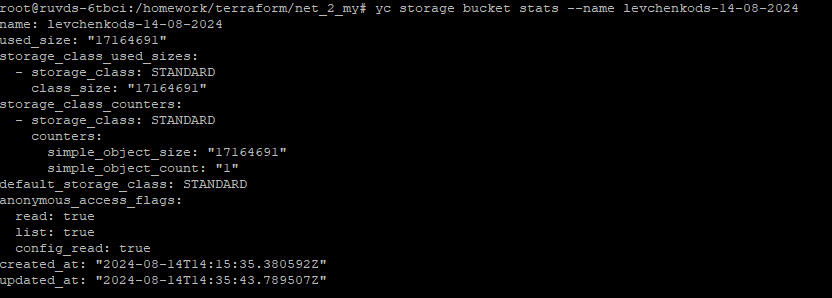 root@ruvds-6tbci:/homework/terraform/net_2_my# yc storage bucket stats --name levchenkods-14-08-2024
name: levchenkods-14-08-2024
used_size: "17164691"
storage_class_used_sizes:
  - storage_class: STANDARD
    class_size: "17164691"
storage_class_counters:
  - storage_class: STANDARD
    counters:
      simple_object_size: "17164691"
      simple_object_count: "1"
default_storage_class: STANDARD
anonymous_access_flags:
  read: true
  list: true
  config_read: true
created_at: "2024-08-14T14:15:35.380592Z"
updated_at: "2024-08-14T14:35:43.789507Z"